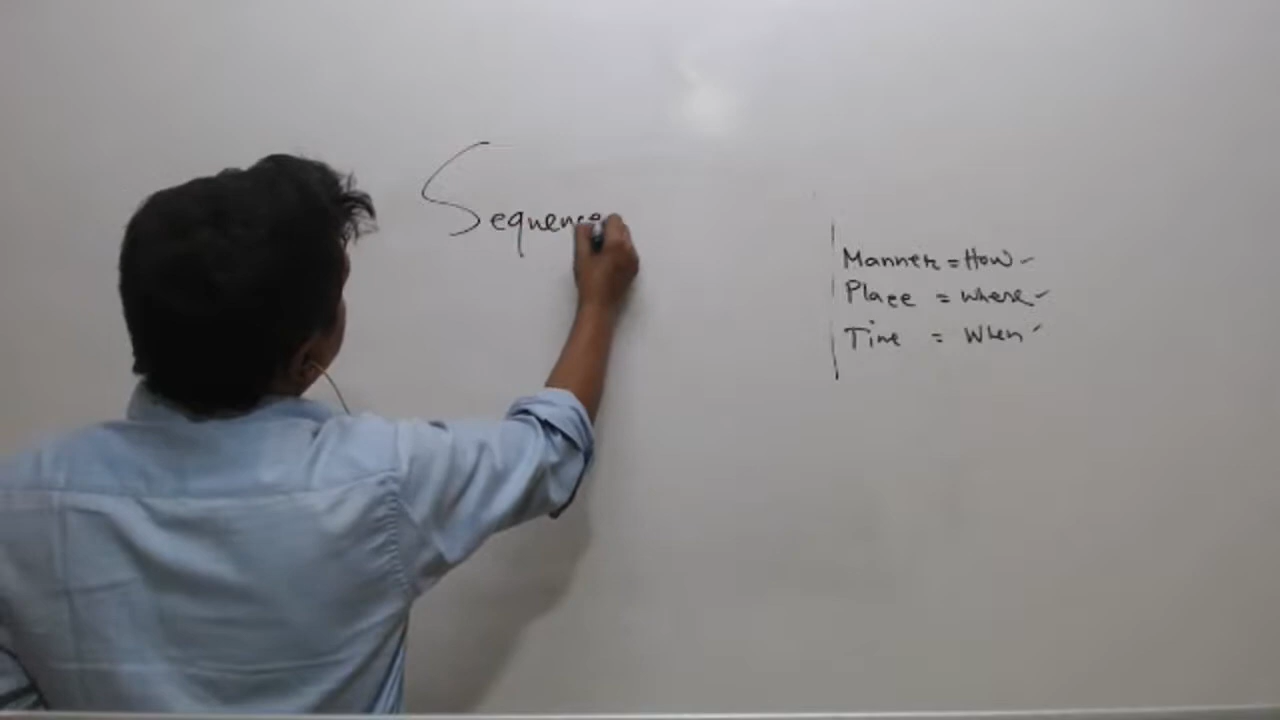 Sequence
Manner = How
Place = where
Time = When